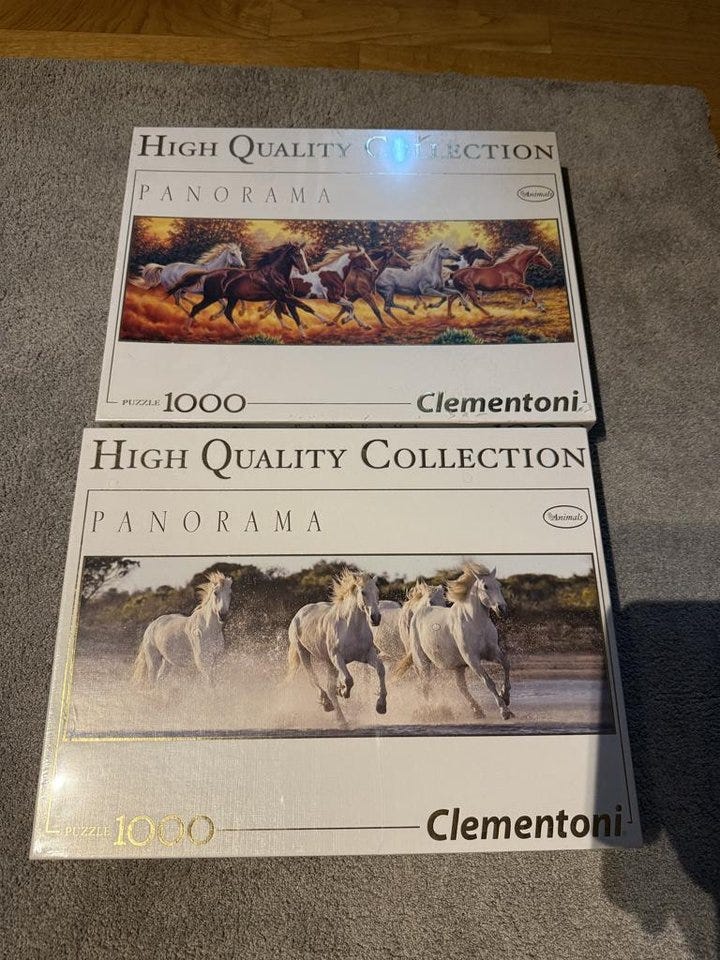 HIGH QUALITY COLLECTION
PANORAMA
Animals
PUZZLE 1000
Clementoni
HIGH QUALITY COLLECTION
PANORAMA
Animals
PUZZLE 1000
Clementoni